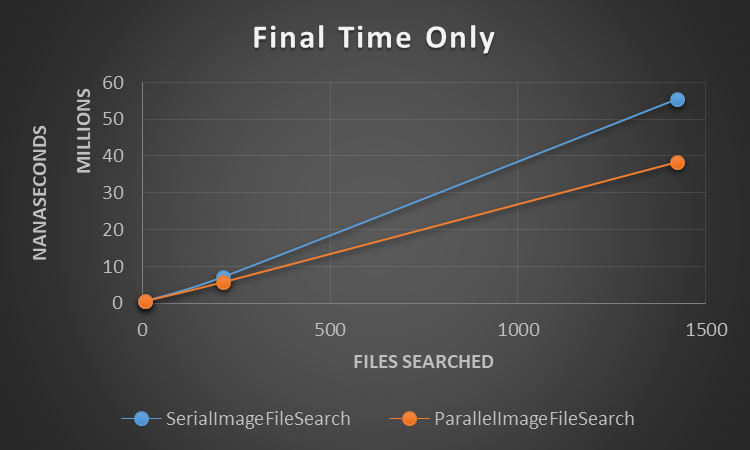 Final Time Only
NANASECONDS
MILLIONS
60
50
40
30
20
10
0
0 500 1000 1500
FILES SEARCHED
SerialImageFileSearch ParallelImageFileSearch